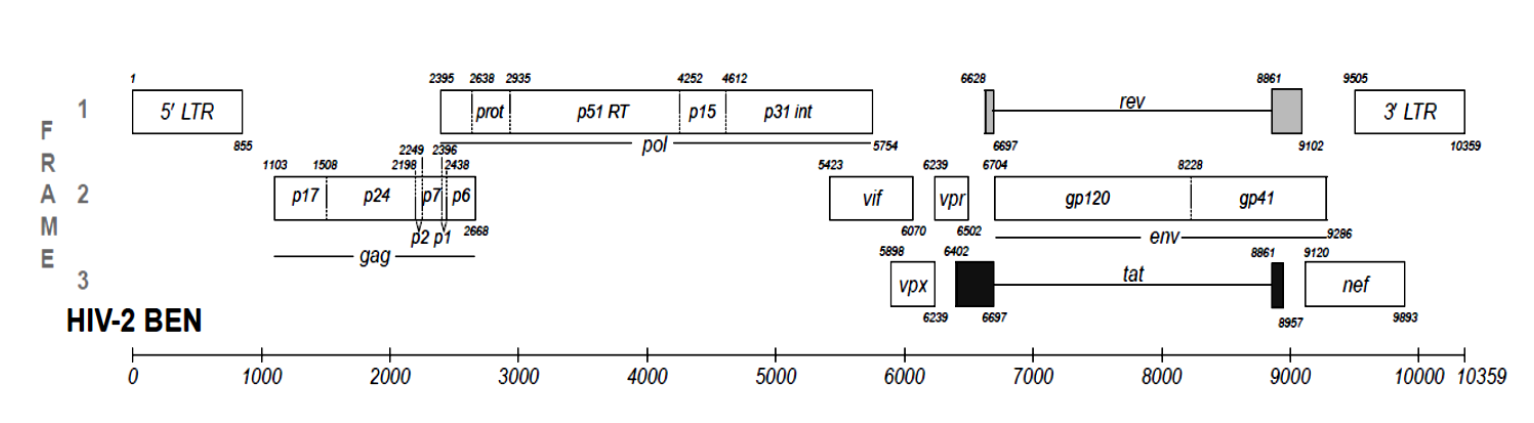 1 2395 2638 2935 4252 4612 6628 8861 9505
1 5' LTR prot p51 RT p15 p31 int rev 3' LTR
855 pol 5754 6697 9102 10359
2249 2396
1103 1508 2198 2438 5423 6239 6704 8228
FRAME
2 p17 p24 p7 p6 vif vpr gp120 gp41
p2 p1 2668 6070 6502 env 9286
gag 5898 6402 8861 9120
3 vpx tat nef
6239 6697 8957 9893
HIV-2 BEN
0 1000 2000 3000 4000 5000 6000 7000 8000 9000 10000 10359